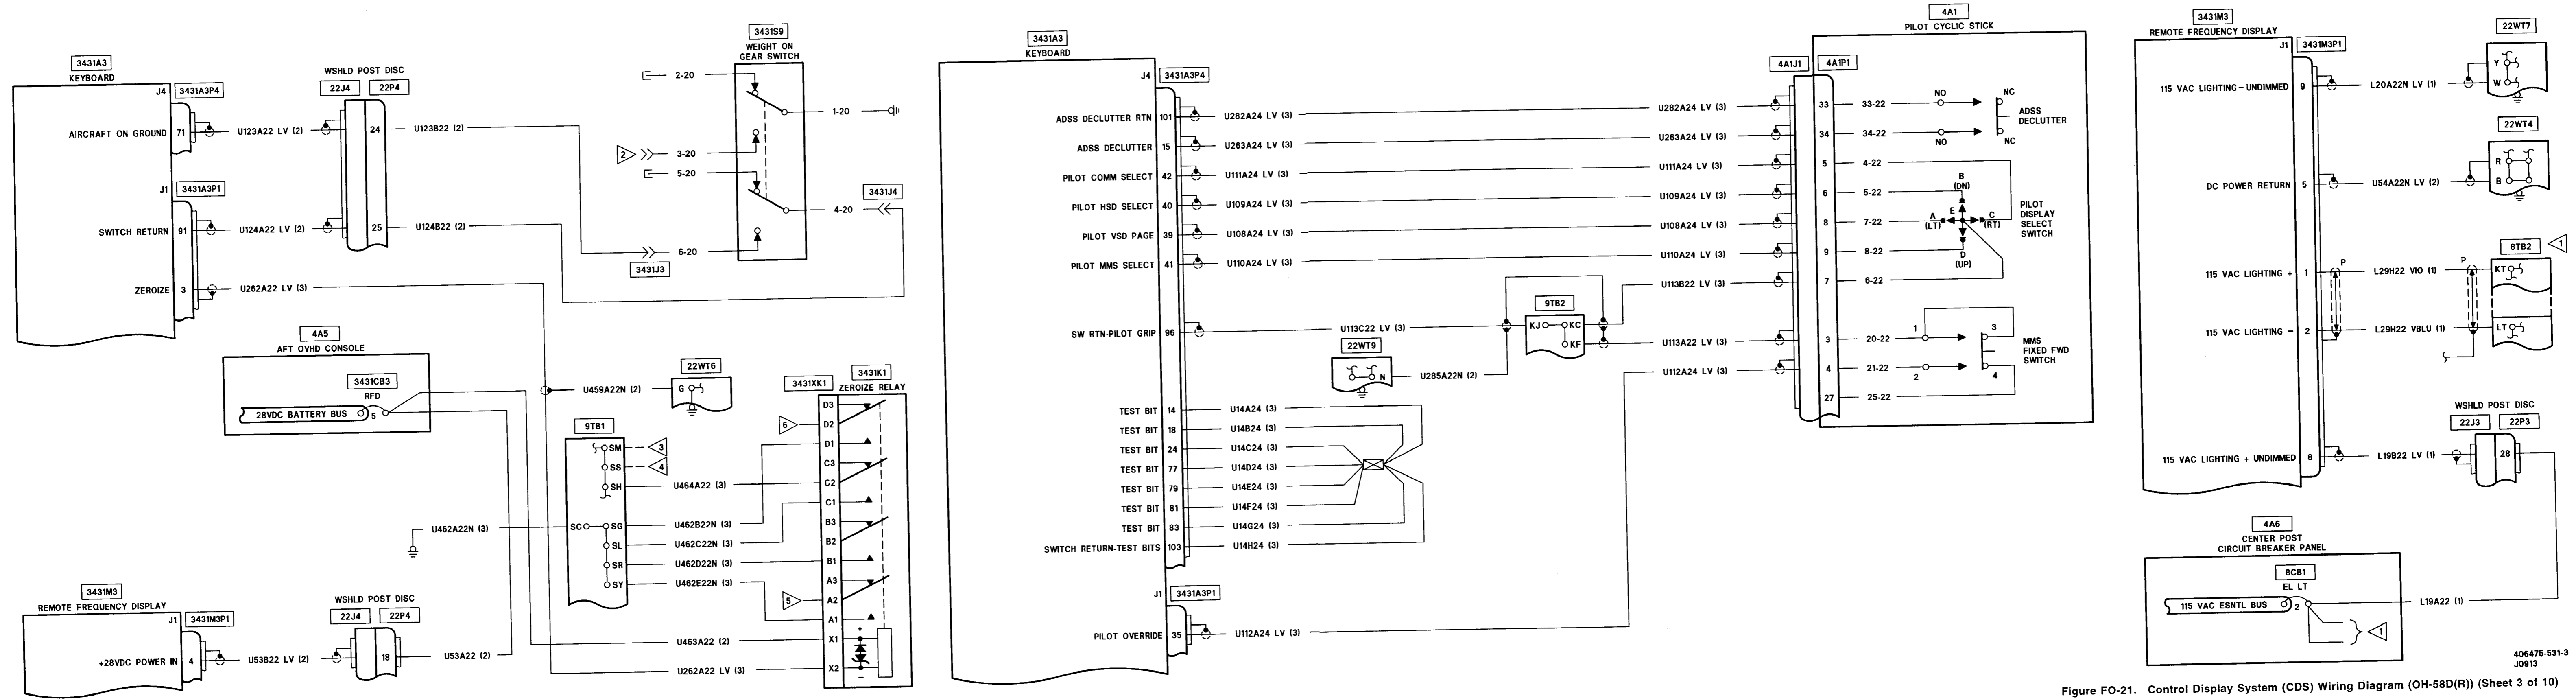 3431A3
KEYBOARD
J4
3431A3P4
AIRCRAFT ON GROUND
71
U123A22 LV (2)
WSHLD POST DISC
22J4
22P4
24
U123B22 (2)
J1
3431A3P1
SWITCH RETURN
91
U124A22 LV (2)
25
U124B22 (2)
ZEROIZE
3
U262A22 LV (3)
3431S9
WEIGHT ON
GEAR SWITCH
2-20
1-20
2
3-20
5-20
4-20
3431J4
6-20
3431J3
4A5
AFT OVHD CONSOLE
3431CB3
RFD
28VDC BATTERY BUS
5
U459A22N (2)
22WT6
G
9TB1
SM
3
SS
4
SH
U464A22 (3)
U462A22N (3)
SC
SG
U462B22N (3)
SL
U462C22N (3)
SR
U462D22N (3)
SY
U462E22N (3)
3431XK1
3431K1
ZEROIZE RELAY
D3
6
D2
D1
C3
C2
C1
B3
B2
B1
A3
5
A2
A1
U463A22 (2)
X1
+
U262A22 LV (3)
X2
−
3431M3
REMOTE FREQUENCY DISPLAY
J1
3431M3P1
+28VDC POWER IN
4
U53B22 LV (2)
WSHLD POST DISC
22J4
22P4
18
U53A22 (2)
3431A3
KEYBOARD
J4
3431A3P4
ADSS DECLUTTER RTN
101
U282A24 LV (3)
U282A24 LV (3)
ADSS DECLUTTER
15
U263A24 LV (3)
U263A24 LV (3)
PILOT COMM SELECT
42
U111A24 LV (3)
U111A24 LV (3)
PILOT HSD SELECT
40
U109A24 LV (3)
U109A24 LV (3)
PILOT VSD PAGE
39
U108A24 LV (3)
U108A24 LV (3)
PILOT MMS SELECT
41
U110A24 LV (3)
U110A24 LV (3)
SW RTN-PILOT GRIP
96
U113C22 LV (3)
9TB2
KJ
KC
KF
U113B22 LV (3)
U113A22 LV (3)
22WT9
N
U285A22N (2)
U112A24 LV (3)
TEST BIT
14
U14A24 (3)
TEST BIT
18
U14B24 (3)
TEST BIT
24
U14C24 (3)
TEST BIT
77
U14D24 (3)
TEST BIT
79
U14E24 (3)
TEST BIT
81
U14F24 (3)
TEST BIT
83
U14G24 (3)
SWITCH RETURN-TEST BITS
103
U14H24 (3)
J1
3431A3P1
PILOT OVERRIDE
35
U112A24 LV (3)
4A1
PILOT CYCLIC STICK
4A1J1
4A1P1
33
33-22
NO
NC
ADSS
DECLUTTER
34
34-22
NO
NC
5
4-22
6
5-22
B
(DN)
8
7-22
A
(LT)
E
C
(RT)
PILOT
DISPLAY
SELECT
SWITCH
9
8-22
D
(UP)
7
6-22
3
20-22
1
3
MMS
FIXED FWD
SWITCH
4
21-22
2
4
27
25-22
3431M3
REMOTE FREQUENCY DISPLAY
J1
3431M3P1
115 VAC LIGHTING−UNDIMMED
9
L20A22N LV (1)
22WT7
Y
W
DC POWER RETURN
5
U54A22N LV (2)
22WT4
R
B
115 VAC LIGHTING +
1
P
L29H22 VIO (1)
P
8TB2
1
KT
115 VAC LIGHTING −
2
L29H22 VBLU (1)
LT
115 VAC LIGHTING + UNDIMMED
8
L19B22 LV (1)
WSHLD POST DISC
22J3
22P3
28
4A6
CENTER POST
CIRCUIT BREAKER PANEL
8CB1
EL LT
115 VAC ESNTL BUS
2
L19A22 (1)
1
406475-531-3
J0913
Figure FO-21. Control Display System (CDS) Wiring Diagram (OH-58D(R)) (Sheet 3 of 10)